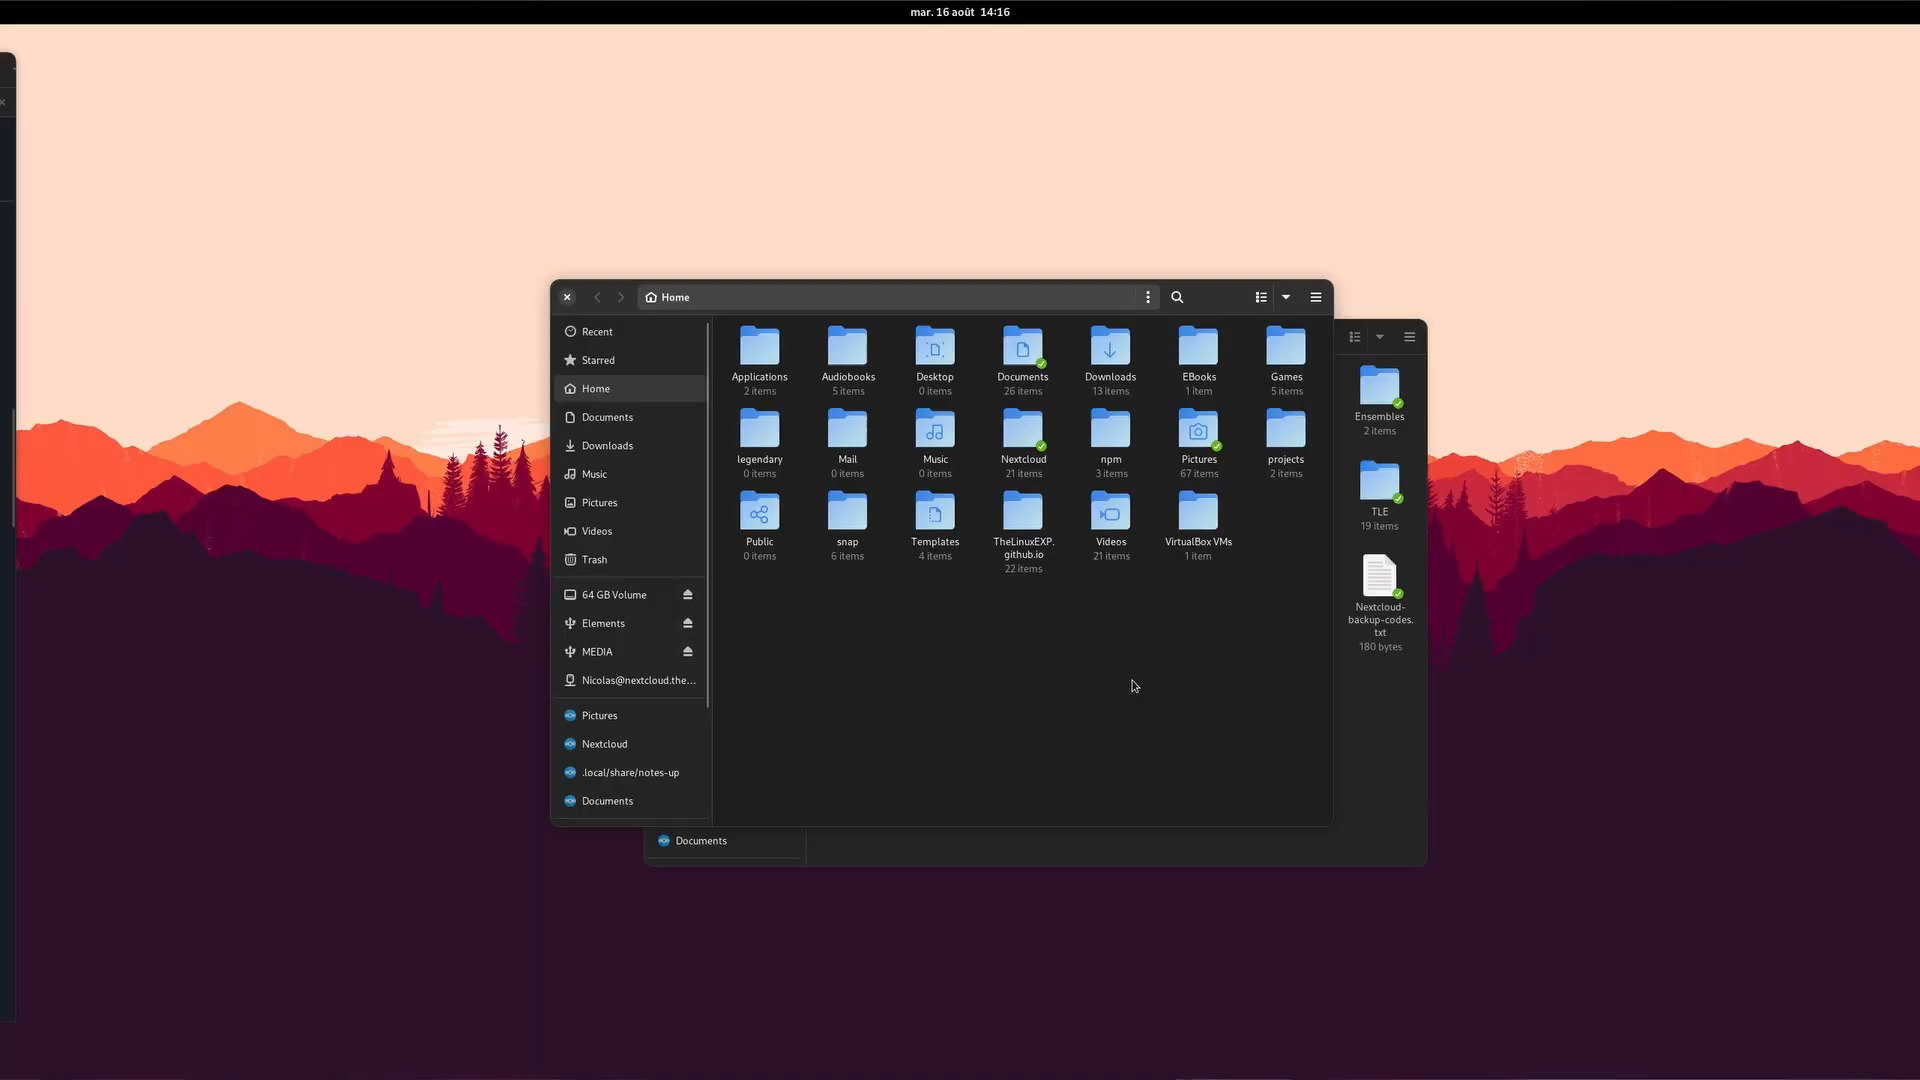 mar. 16 août 14:16
Home
Recent
Starred
Home
Documents
Downloads
Music
Pictures
Videos
Trash
64 GB Volume
Elements
MEDIA
Nicolas@nextcloud.the...
Pictures
Nextcloud
.local/share/notes-up
Documents
Applications
2 items
Audiobooks
5 items
Desktop
0 items
Documents
26 items
Downloads
13 items
EBooks
1 item
Games
5 items
legendary
0 items
Mail
0 items
Music
0 items
Nextcloud
21 items
npm
3 items
Pictures
67 items
projects
2 items
Public
0 items
snap
6 items
Templates
4 items
TheLinuxEXP.
github.io
22 items
Videos
21 items
VirtualBox VMs
1 item
Ensembles
2 items
TLE
19 items
Nextcloud-
backup-codes.
txt
180 bytes
Documents